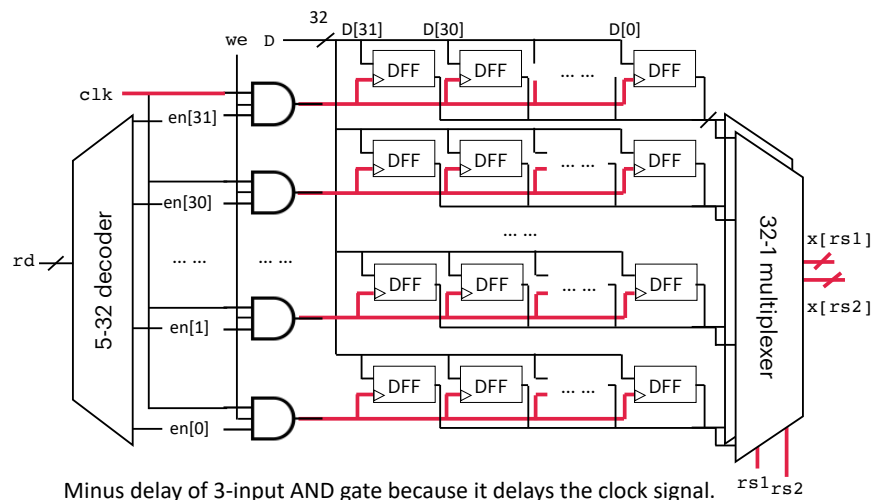 32
we D D[31] D[30] D[0]
DFF DFF ... ... DFF
clk
en[31]
DFF DFF ... ... DFF
en[30]
5-32 decoder
32-1 multiplexer
... ...
x[rs1]
rd
... ... ... ...
DFF DFF ... ... DFF
x[rs2]
en[1]
DFF DFF ... ... DFF
en[0]
rs1 rs2
Minus delay of 3-input AND gate because it delays the clock signal.